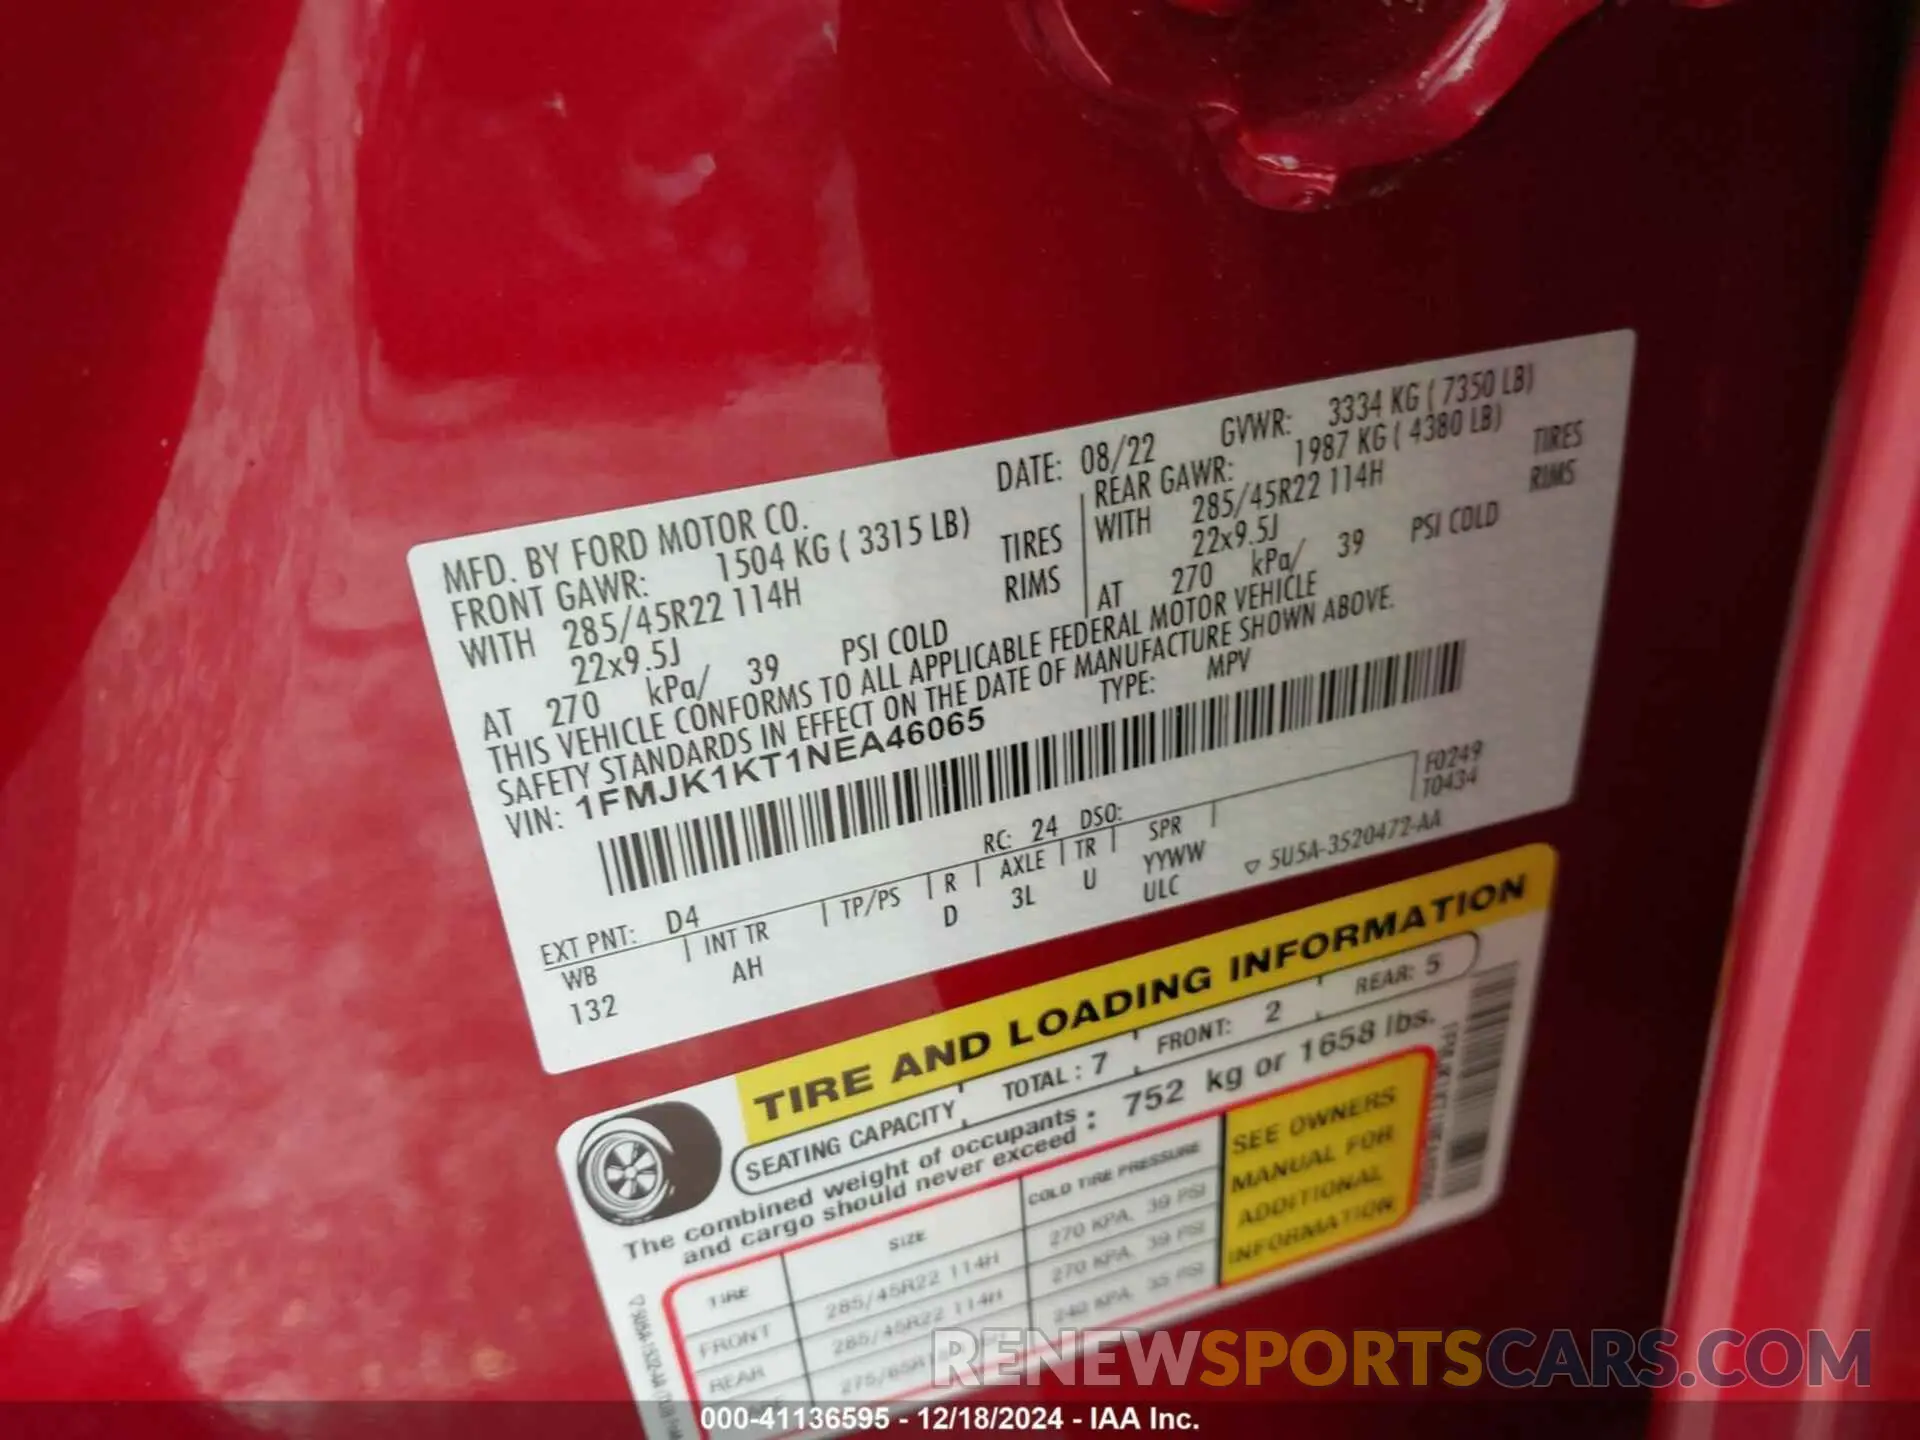 MFD. BY FORD MOTOR CO.
DATE: 08/22 GVWR: 3334 KG ( 7350 LB)
FRONT GAWR: 1504 KG ( 3315 LB)
REAR GAWR: 1987 KG ( 4380 LB)
WITH 285/45R22 114H TIRES
WITH 285/45R22 114H TIRES
22x9.5J RIMS
22x9.5J RIMS
AT 270 kPa/ 39 PSI COLD
AT 270 kPa/ 39 PSI COLD
THIS VEHICLE CONFORMS TO ALL APPLICABLE FEDERAL MOTOR VEHICLE
SAFETY STANDARDS IN EFFECT ON THE DATE OF MANUFACTURE SHOWN ABOVE.
VIN: 1FMJK1KT1NEA46065 TYPE: MPV
F0249
T0434
EXT PNT: D4 RC: 24 DSO:
WB INT TR TP/PS R AXLE TR SPR
132 AH D 3L U YYWW
ULC
5U5A-3520472-AA
TIRE AND LOADING INFORMATION
SEATING CAPACITY TOTAL : 7 FRONT: 2 REAR: 5
The combined weight of occupants and cargo should never exceed : 752 kg or 1658 lbs.
TIRE SIZE COLD TIRE PRESSURE
FRONT 285/45R22 114H 270 KPA, 39 PSI
REAR 285/45R22 114H 270 KPA, 39 PSI
240 KPA, 35 PSI
SEE OWNERS
MANUAL FOR
ADDITIONAL
INFORMATION
RENEWSPORTSCARS.COM
000-41136595 - 12/18/2024 - IAA Inc.